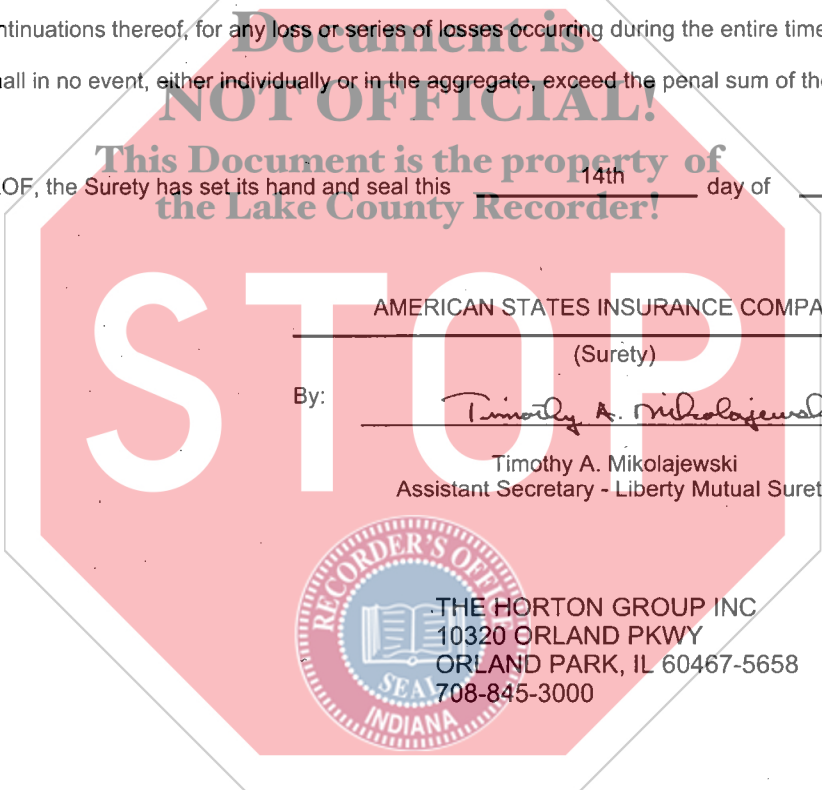 ntinuations thereof, for any loss or series of losses occurring during the entire time
Document is
all in no event, either individually or in the aggregate, exceed the penal sum of the
NOT OFFICIAL!
This Document is the property of
OF, the Surety has set its hand and seal this 14th day of
the Lake County Recorder!
STOP
AMERICAN STATES INSURANCE COMPA
(Surety)
By: Timothy A. Mikolajewsk
Timothy A. Mikolajewski
Assistant Secretary - Liberty Mutual Suret
RECORDER'S OFFICE
THE HORTON GROUP INC
10320 ORLAND PKWY
ORLAND PARK, IL 60467-5658
SEAL
708-845-3000
INDIANA